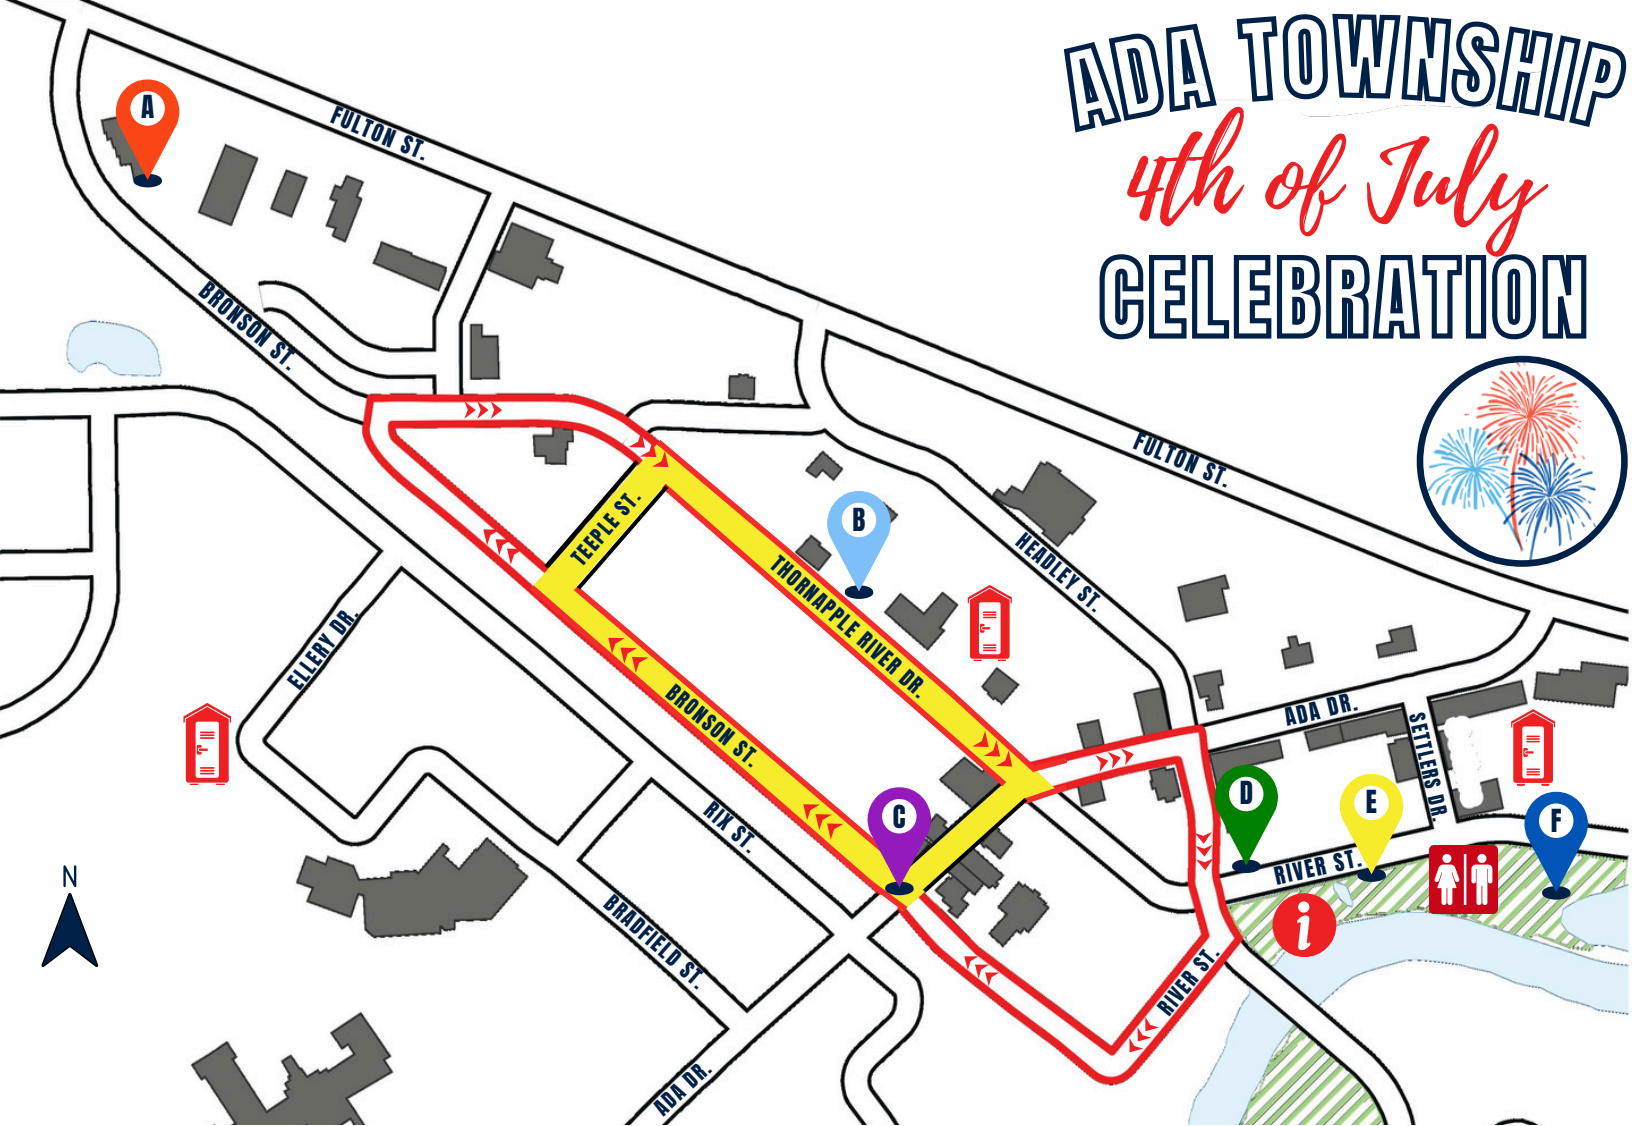 ADA TOWNSHIP
4th of July
CELEBRATION
A
FULTON ST.
BRONSON ST.
FULTON ST.
TEEPLE ST.
B
HEADLEY ST.
THORNAPPLE RIVER DR.
ELLERY DR.
BRONSON ST.
ADA DR.
SETTLERS DR.
C
D
E
F
RIX ST.
RIVER ST.
N
i
BRADFIELD ST.
RIVER ST.
ADA DR.